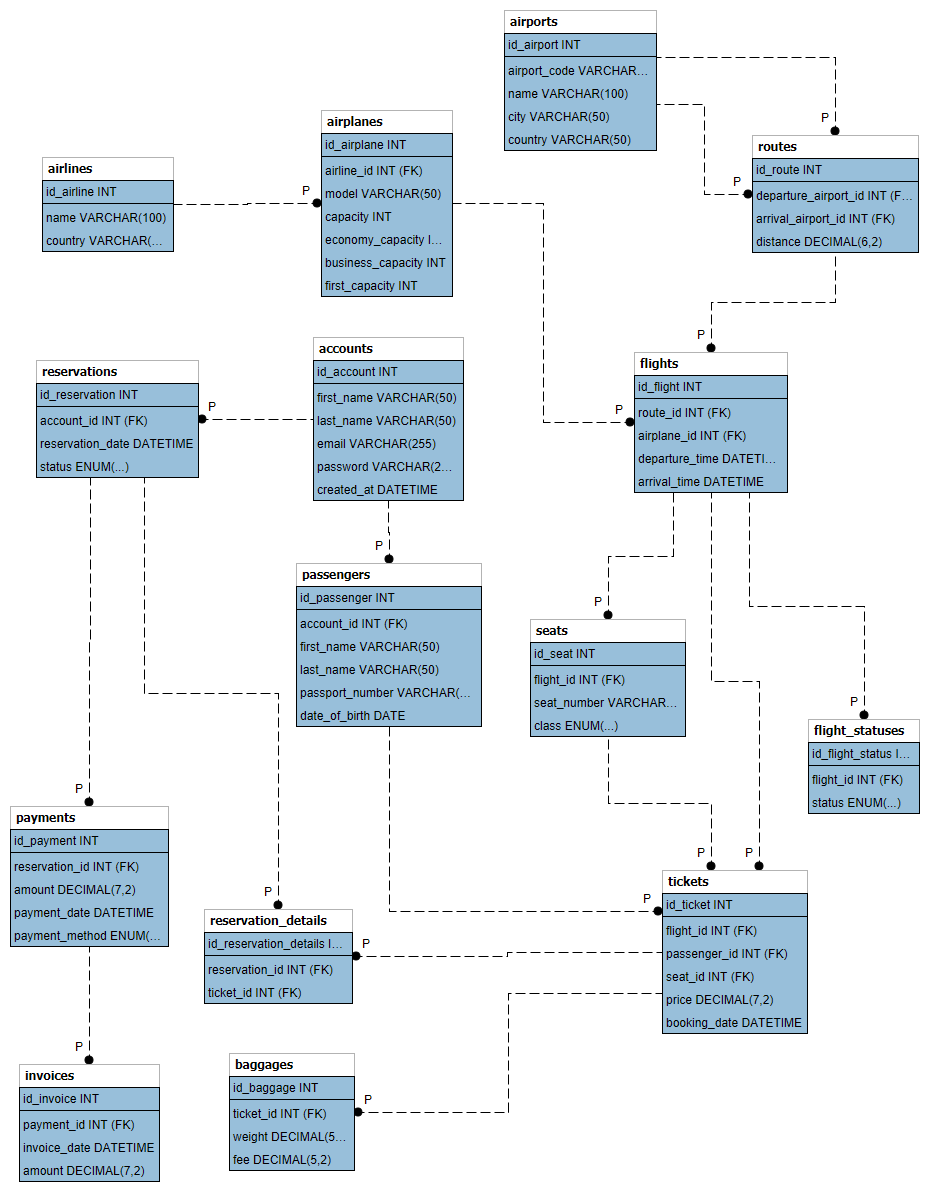 airports
id_airport INT
airport_code VARCHAR...
name VARCHAR(100)
city VARCHAR(50)
country VARCHAR(50)
P
P
routes
id_route INT
departure_airport_id INT (F...
arrival_airport_id INT (FK)
distance DECIMAL(6,2)
airplanes
id_airplane INT
airline_id INT (FK)
model VARCHAR(50)
capacity INT
economy_capacity I...
business_capacity INT
first_capacity INT
airlines
id_airline INT
name VARCHAR(100)
country VARCHAR(...
P
P
P
flights
id_flight INT
route_id INT (FK)
airplane_id INT (FK)
departure_time DATETI...
arrival_time DATETIME
accounts
id_account INT
first_name VARCHAR(50)
last_name VARCHAR(50)
email VARCHAR(255)
password VARCHAR(2...
created_at DATETIME
reservations
id_reservation INT
account_id INT (FK)
reservation_date DATETIME
status ENUM(...)
P
P
passengers
id_passenger INT
account_id INT (FK)
first_name VARCHAR(50)
last_name VARCHAR(50)
passport_number VARCHAR(...
date_of_birth DATE
P
seats
id_seat INT
flight_id INT (FK)
seat_number VARCHAR...
class ENUM(...)
P
flight_statuses
id_flight_status I...
flight_id INT (FK)
status ENUM(...)
P
payments
id_payment INT
reservation_id INT (FK)
amount DECIMAL(7,2)
payment_date DATETIME
payment_method ENUM(...
P
reservation_details
id_reservation_details I...
reservation_id INT (FK)
ticket_id INT (FK)
P
P
P
P
P
tickets
id_ticket INT
flight_id INT (FK)
passenger_id INT (FK)
seat_id INT (FK)
price DECIMAL(7,2)
booking_date DATETIME
P
invoices
id_invoice INT
payment_id INT (FK)
invoice_date DATETIME
amount DECIMAL(7,2)
baggages
id_baggage INT
ticket_id INT (FK)
weight DECIMAL(5...
fee DECIMAL(5,2)
P